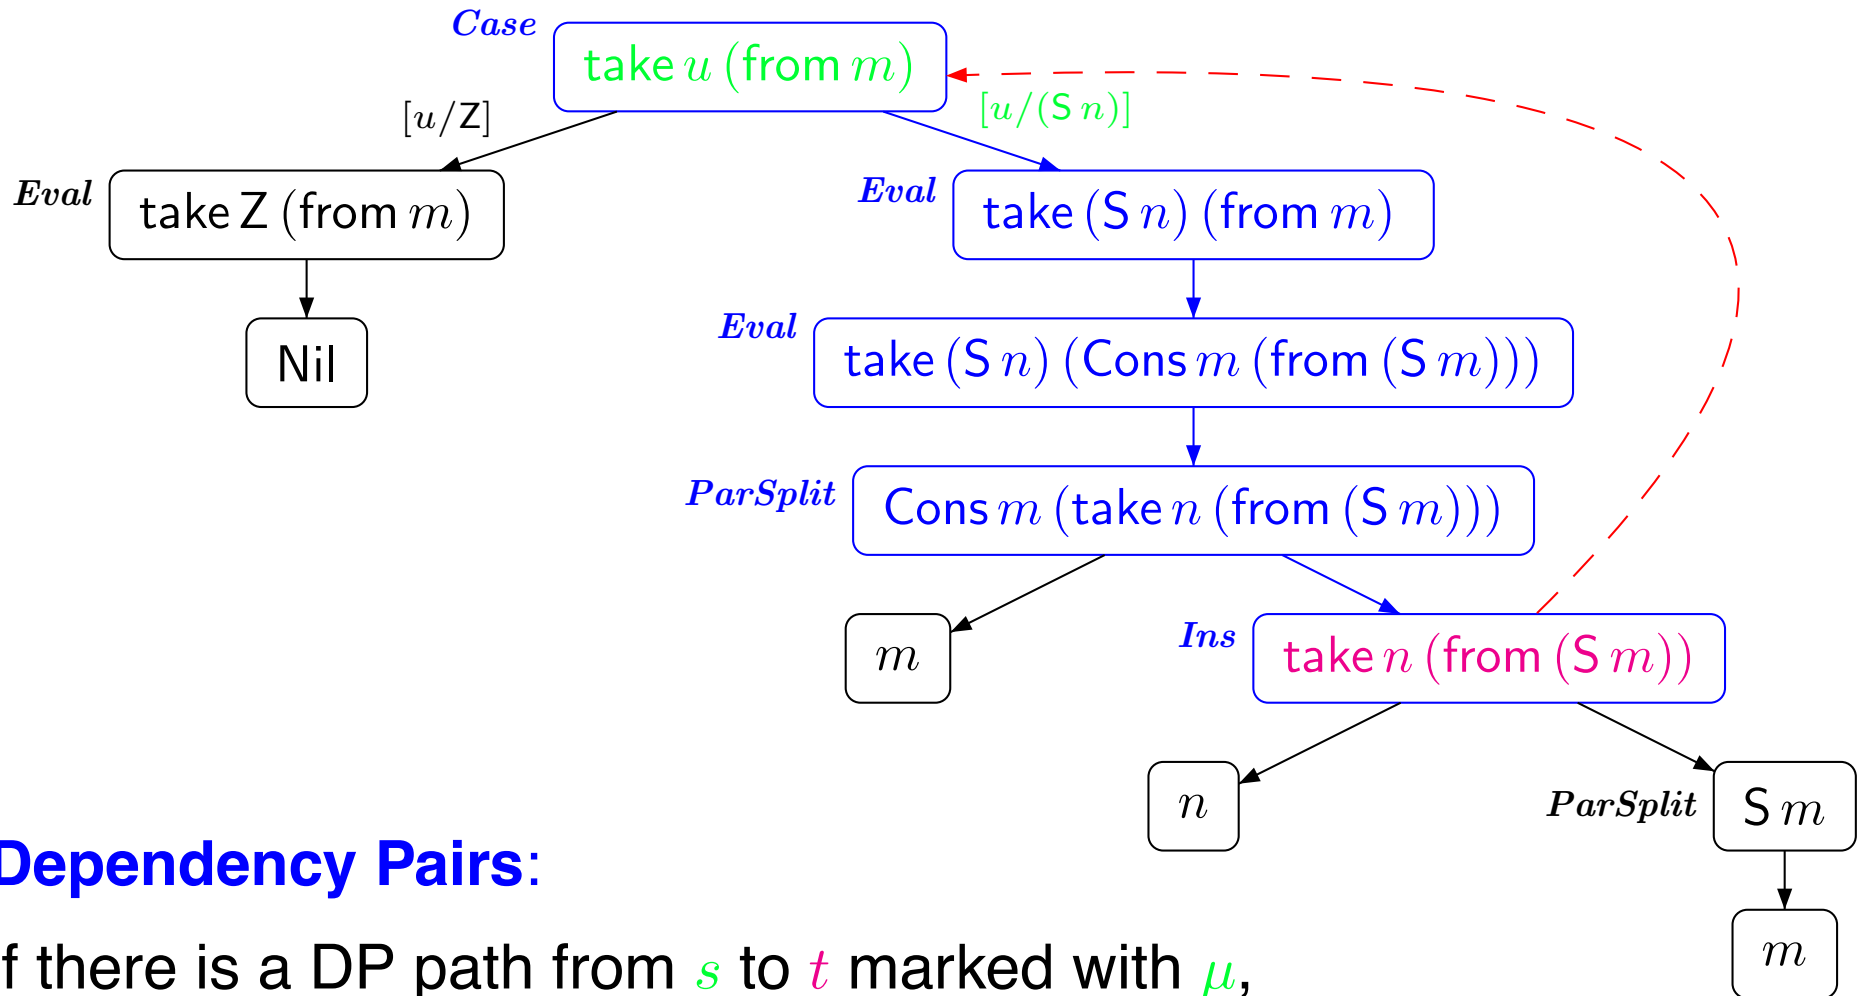 Case
take u (from m)
[u/Z]
[u/(S n)]
Eval
take Z (from m)
Eval
take (S n) (from m)
Nil
Eval
take (S n) (Cons m (from (S m)))
ParSplit
Cons m (take n (from (S m)))
m
Ins
take n (from (S m))
n
ParSplit
S m
m
Dependency Pairs:
f there is a DP path from s to t marked with μ,